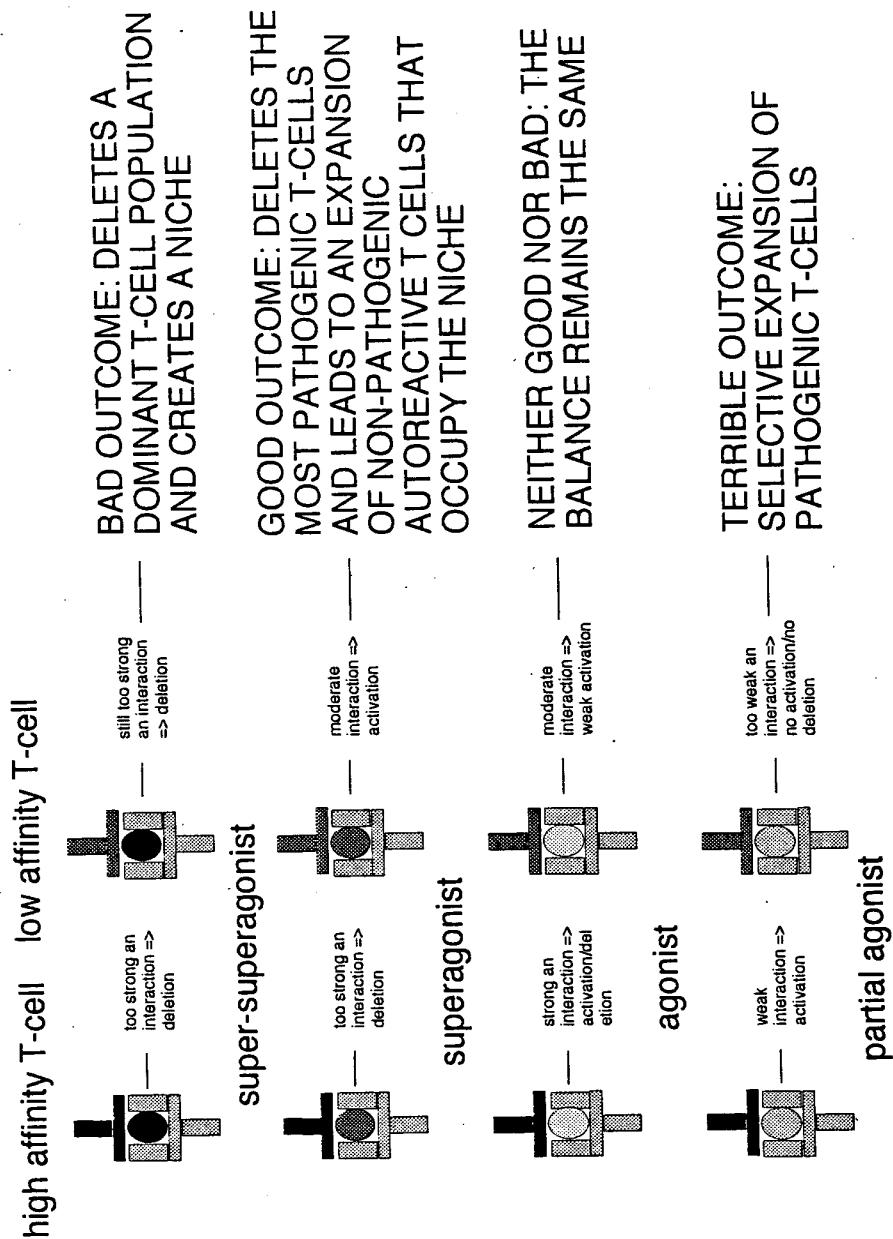 high affinity T-cell
low affinity T-cell
too strong an
interaction =>
deletion
still too strong
an interaction
=> deletion
BAD OUTCOME: DELETES A
DOMINANT T-CELL POPULATION
AND CREATES A NICHE
super-superagonist
too strong an
interaction =>
deletion
moderate
interaction =>
activation
GOOD OUTCOME: DELETES THE
MOST PATHOGENIC T-CELLS
AND LEADS TO AN EXPANSION
OF NON-PATHOGENIC
AUTOREACTIVE T CELLS THAT
OCCUPY THE NICHE
superagonist
strong an
interaction =>
activation/del
etion
moderate
interaction =>
weak activation
NEITHER GOOD NOR BAD: THE
BALANCE REMAINS THE SAME
agonist
weak
interaction =>
activation
too weak an
interaction =>
no activation/no
deletion
TERRIBLE OUTCOME:
SELECTIVE EXPANSION OF
PATHOGENIC T-CELLS
partial agonist